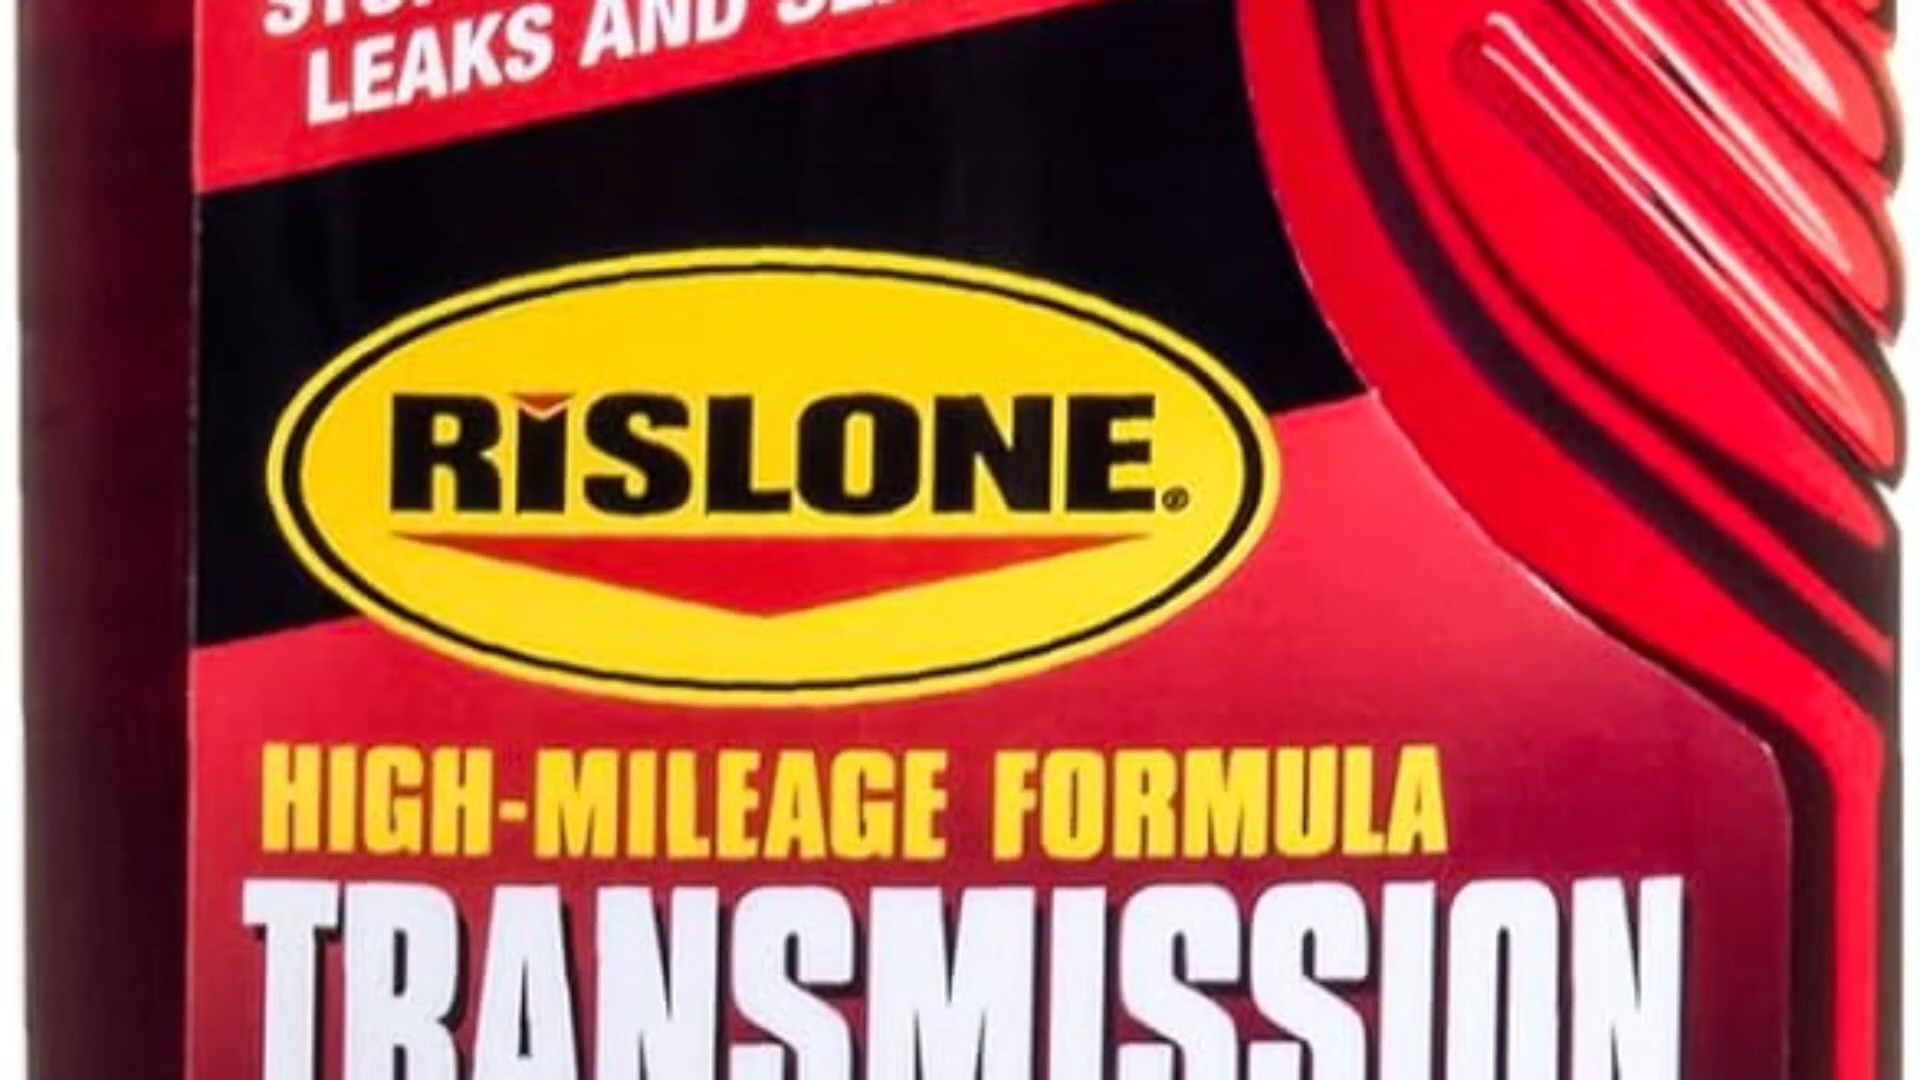 LEAKS AND
RISLONE®
HIGH-MILEAGE FORMULA
TRANSMISSION